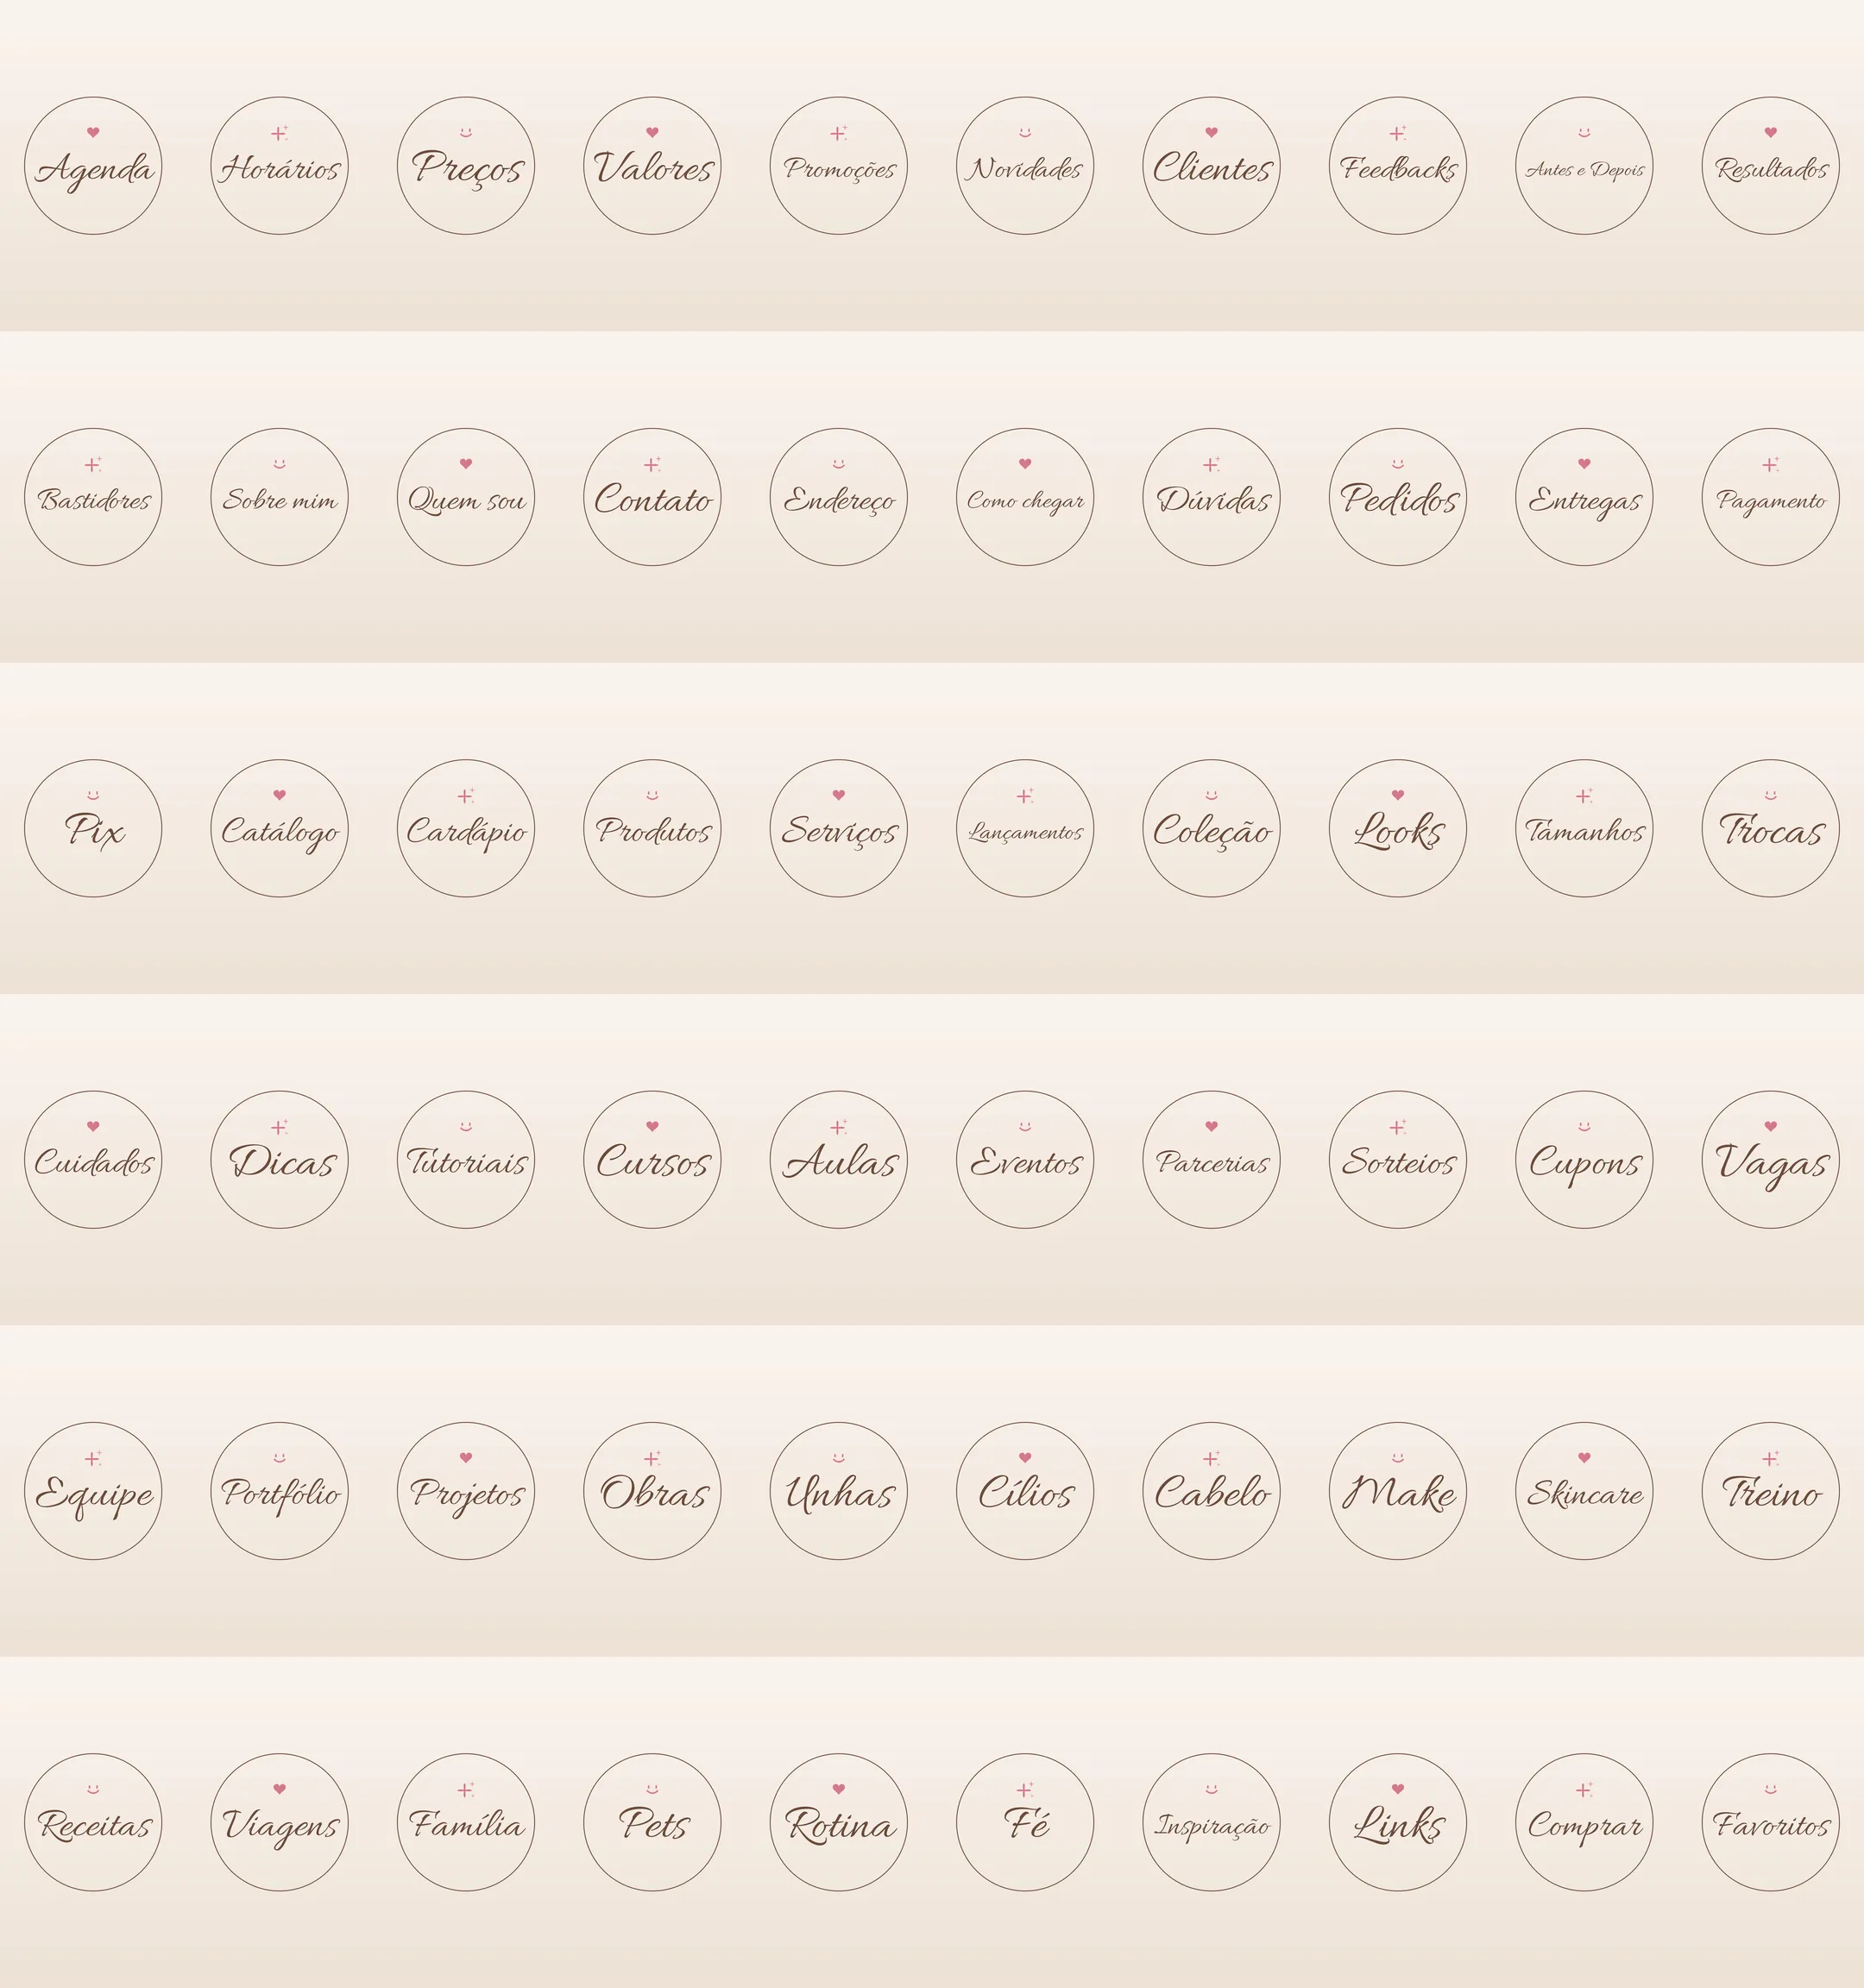 Agenda
Horários
Preços
Valores
Promoções
Novidades
Clientes
Feedbacks
Antes e Depois
Resultados
Bastidores
Sobre mim
Quem sou
Contato
Endereço
Como chegar
Dúvidas
Pedidos
Entregas
Pagamento
Pix
Catálogo
Cardápio
Produtos
Serviços
Lançamentos
Coleção
Looks
Tamanhos
Trocas
Cuidados
Dicas
Tutoriais
Cursos
Aulas
Eventos
Parcerias
Sorteios
Cupons
Vagas
Equipe
Portfólio
Projetos
Obras
Unhas
Cílios
Cabelo
Make
Skincare
Treino
Receitas
Viagens
Família
Pets
Rotina
Fé
Inspiração
Links
Comprar
Favoritos